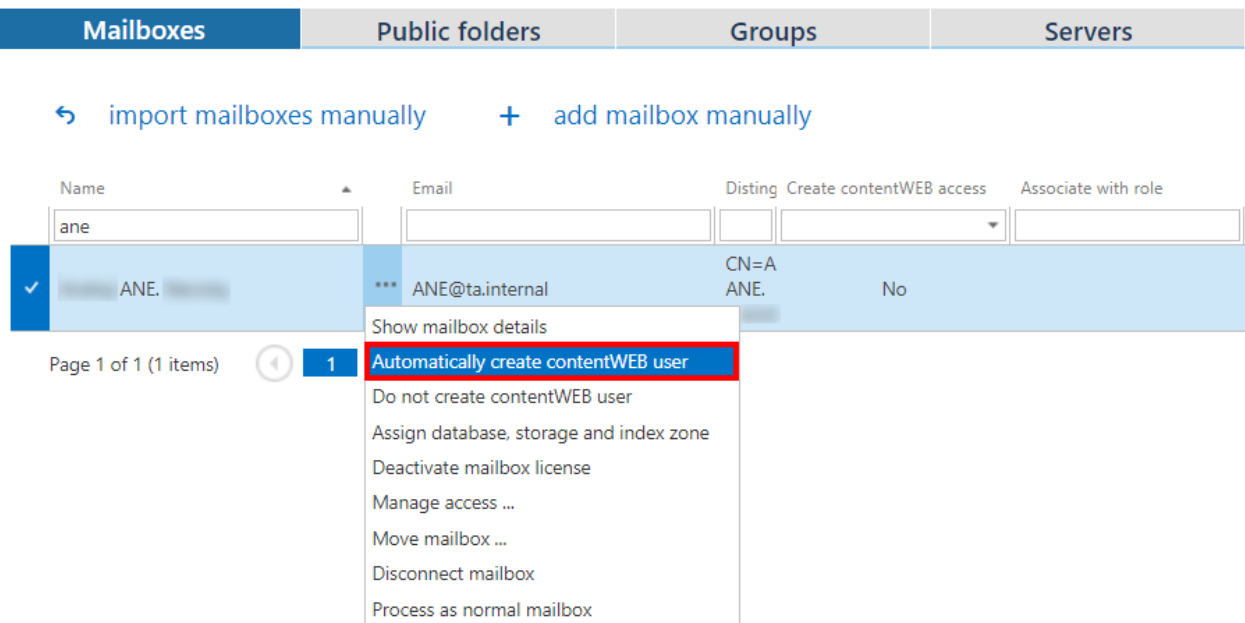 Mailboxes Public folders Groups Servers
import mailboxes manually + add mailbox manually
Name Email Disting Create contentWEB access Associate with role
ane
ANE. ••• ANE@ta.internal CN=A ANE. No
Show mailbox details
Page 1 of 1 (1 items) 1 Automatically create contentWEB user
Do not create contentWEB user
Assign database, storage and index zone
Deactivate mailbox license
Manage access ...
Move mailbox ...
Disconnect mailbox
Process as normal mailbox